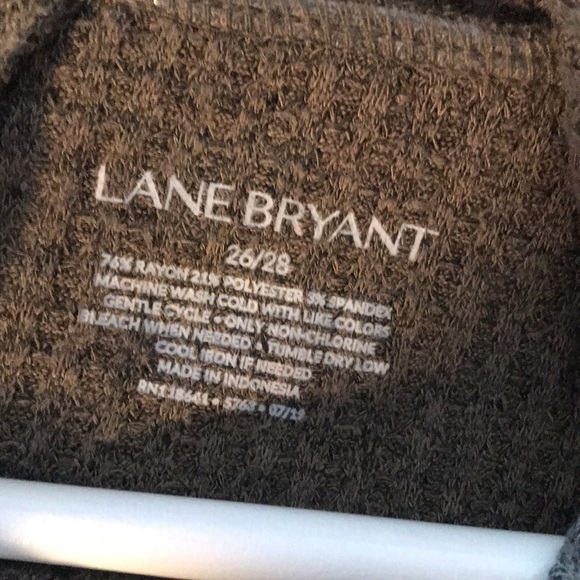 LANE BRYANT
26/28
76% RAYON 21% POLYESTER 3% SPANDEX
MACHINE WASH COLD WITH LIKE COLORS
GENTLE CYCLE • ONLY NON-CHLORINE
BLEACH WHEN NEEDED • TUMBLE DRY LOW
COOL IRON IF NEEDED
MADE IN INDONESIA